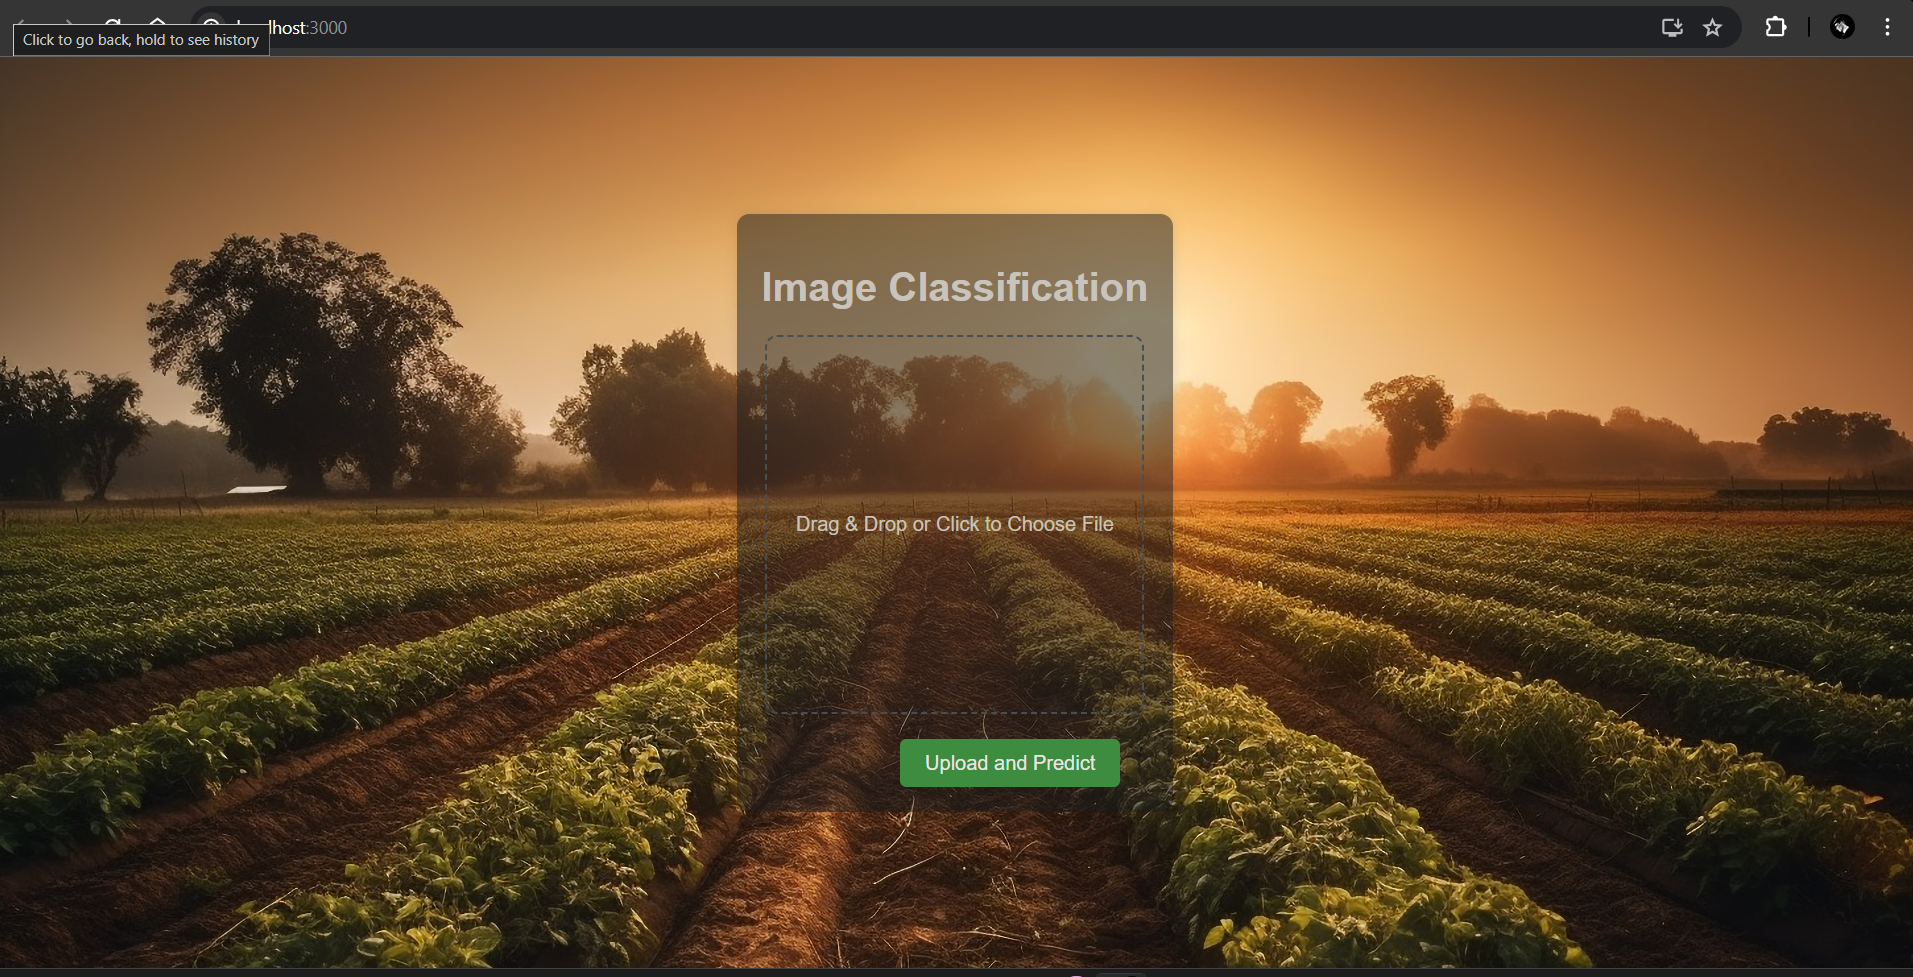 lhost:3000
Click to go back, hold to see history
Image Classification
Drag & Drop or Click to Choose File
Upload and Predict